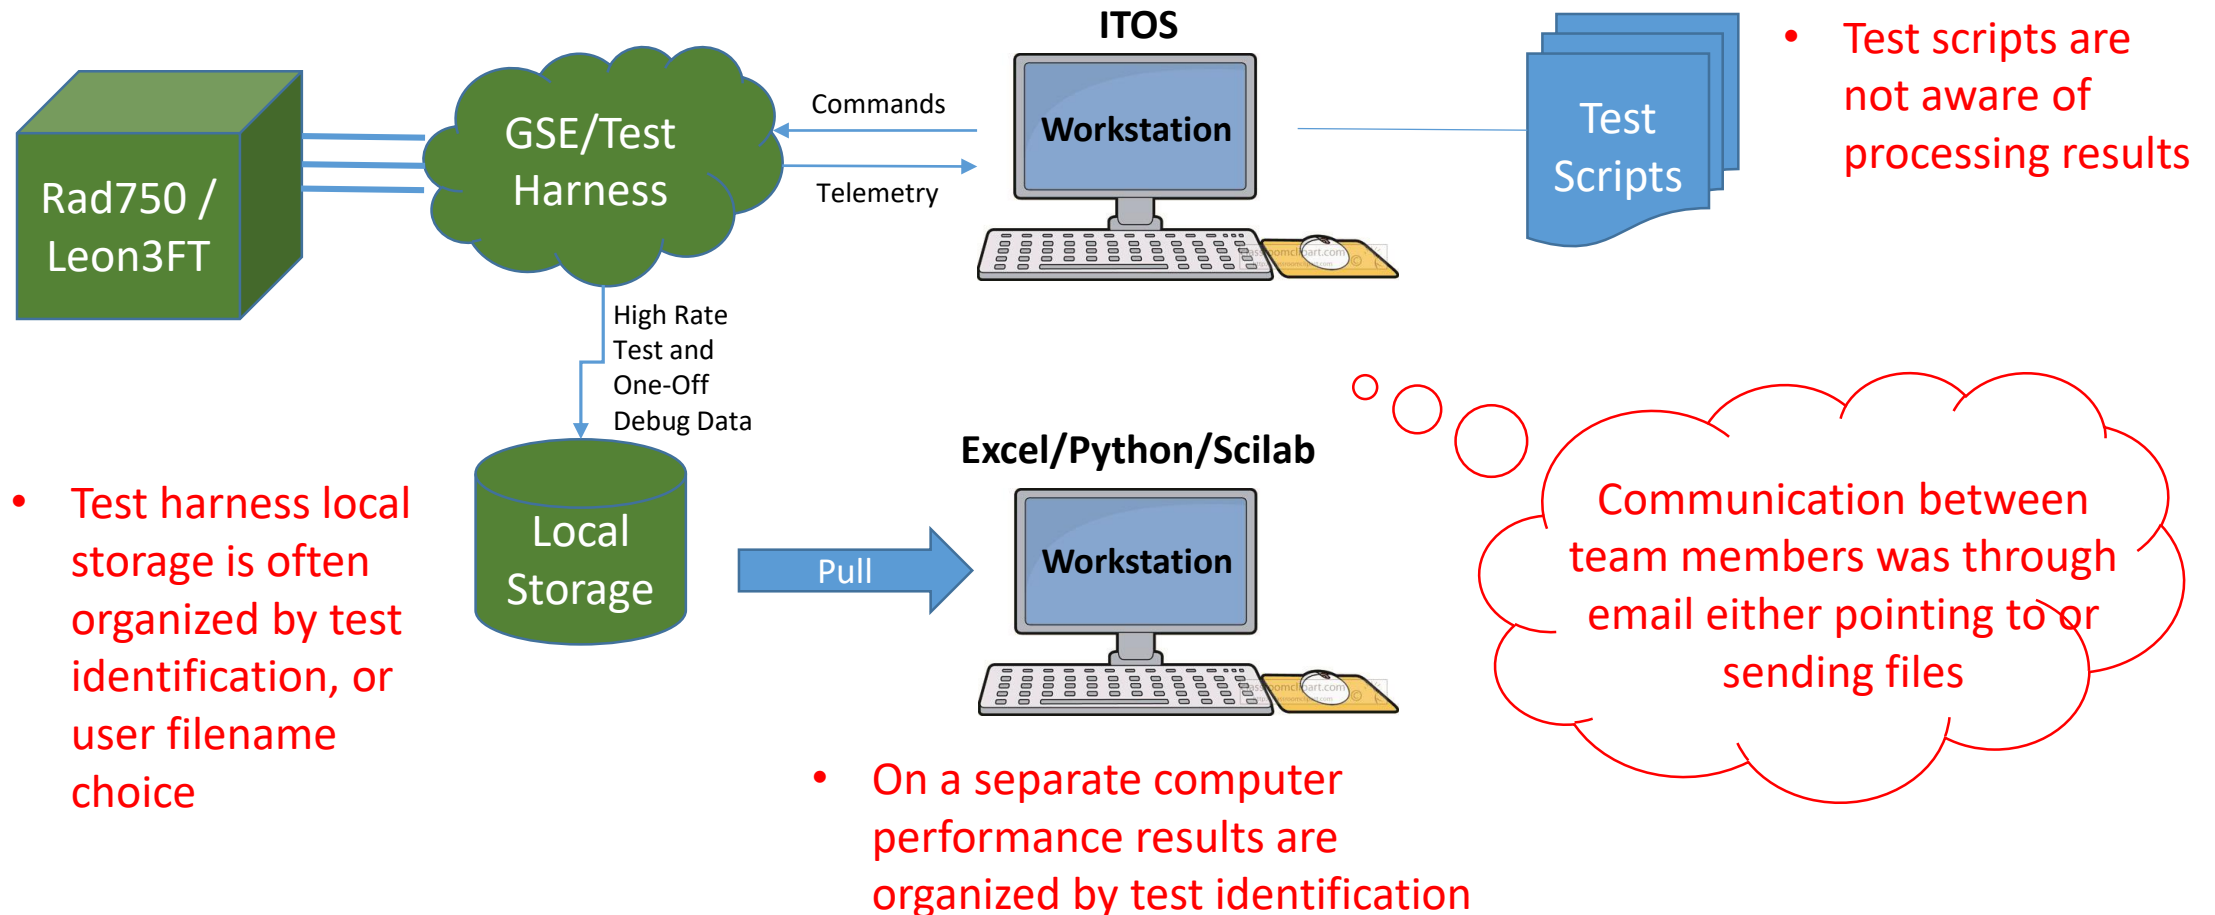 ITOS
Rad750 /
Leon3FT
GSE/Test
Harness
Commands
Telemetry
Workstation
Test
Scripts
• Test scripts are
not aware of
processing results
High Rate
Test and
One-Off
Debug Data
Local
Storage
• Test harness local
storage is often
organized by test
identification, or
user filename
choice
Pull
Excel/Python/Scilab
Workstation
Communication between
team members was through
email either pointing to or
sending files
• On a separate computer
performance results are
organized by test identification